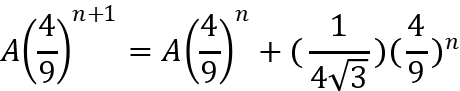 A(4/9)^{n+1} = A(4/9)^n + (1/(4√3))(4/9)^n